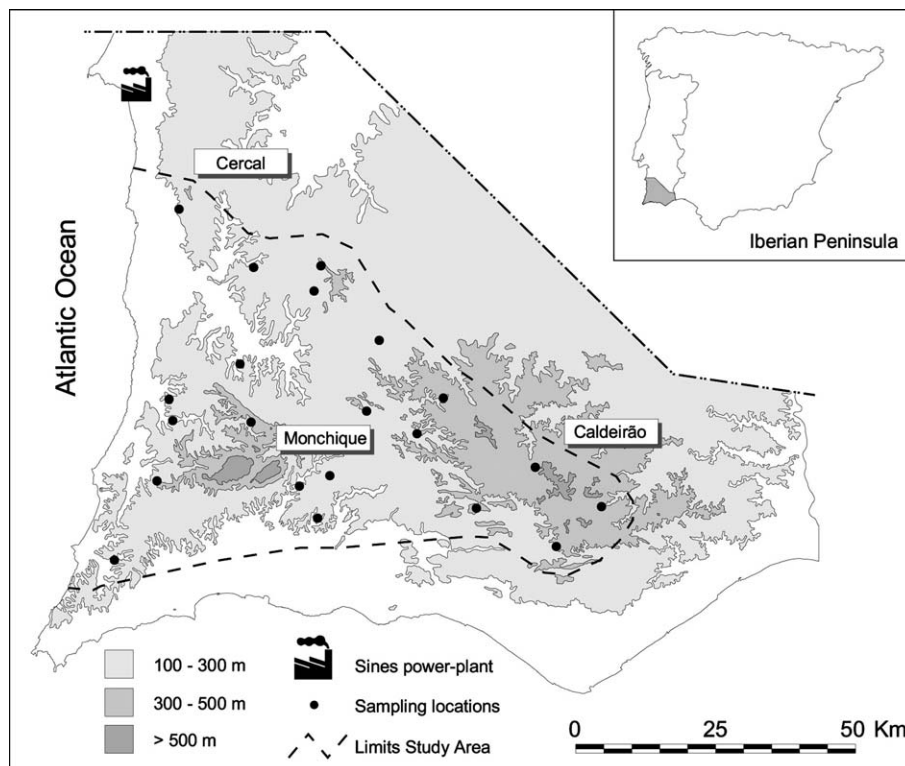 Cercal
Iberian Peninsula
Atlantic Ocean
Monchique
Caldeirão
100 - 300 m
300 - 500 m
> 500 m
Sines power-plant
Sampling locations
Limits Study Area
0 25 50 Km